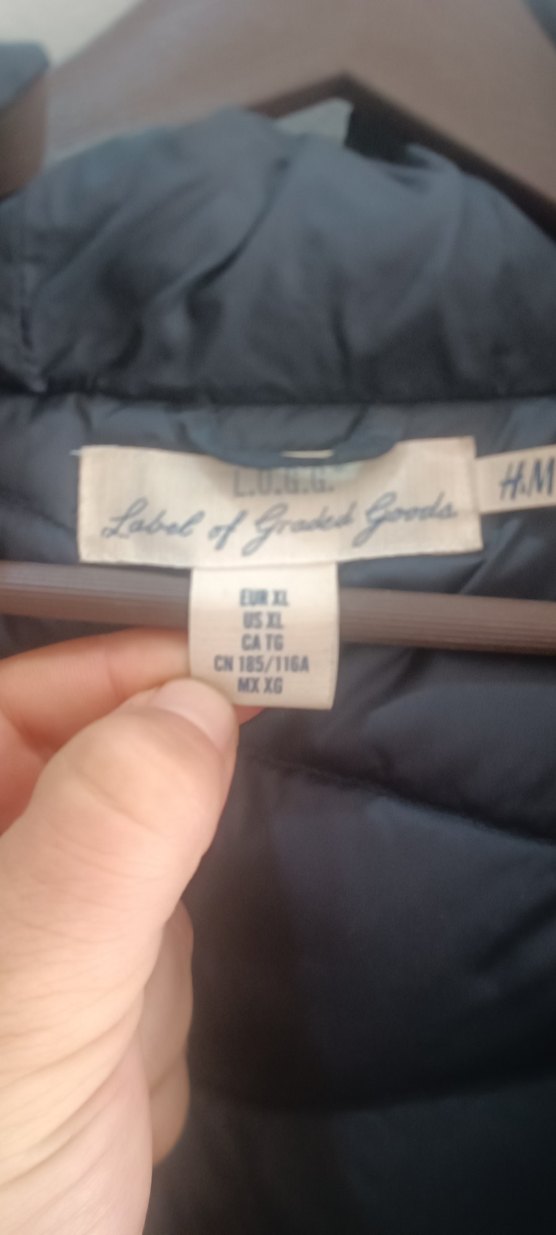 L.O.G.G.
Label of Graded Goods
H&M
EUR XL
US XL
CA TG
CN 185/116A
MX XG